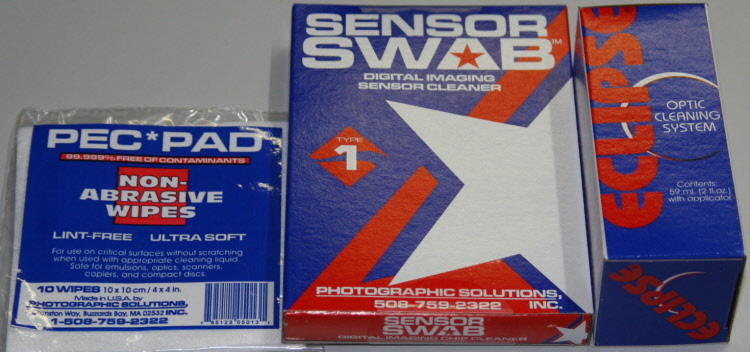 PEC*PAD
99.999% FREE OF CONTAMINANTS
NON-
ABRASIVE
WIPES
LINT-FREE ULTRA SOFT
For use on critical surfaces without scratching
when used with appropriate cleaning liquid.
Safe for emulsions, optics, scanners,
copiers, and compact discs.
10 WIPES 10 x 10 cm / 4 x 4 in.
Made in U.S.A. by
PHOTOGRAPHIC SOLUTIONS,
Way, Buzzards Bay, MA 02532 INC.
1-508-759-2322
SENSOR
SWAB™
DIGITAL IMAGING
SENSOR CLEANER
TYPE
1
PHOTOGRAPHIC SOLUTIONS,
INC.
508-759-2322
SENSOR
SWAB
DIGITAL IMAGING CHIP CLEANER
ECLIPSE
OPTIC
CLEANING
SYSTEM
Contents:
59 mL (2 fl.oz.)
with applicator
ECLIPSE